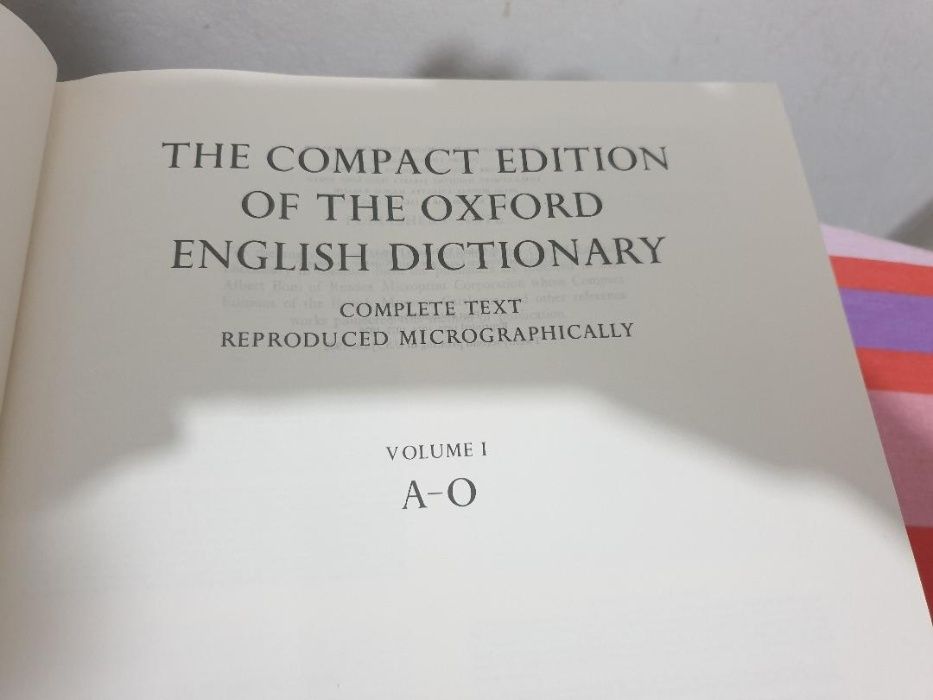 THE COMPACT EDITION
OF THE OXFORD
ENGLISH DICTIONARY
COMPLETE TEXT
REPRODUCED MICROGRAPHICALLY
VOLUME I
A–O